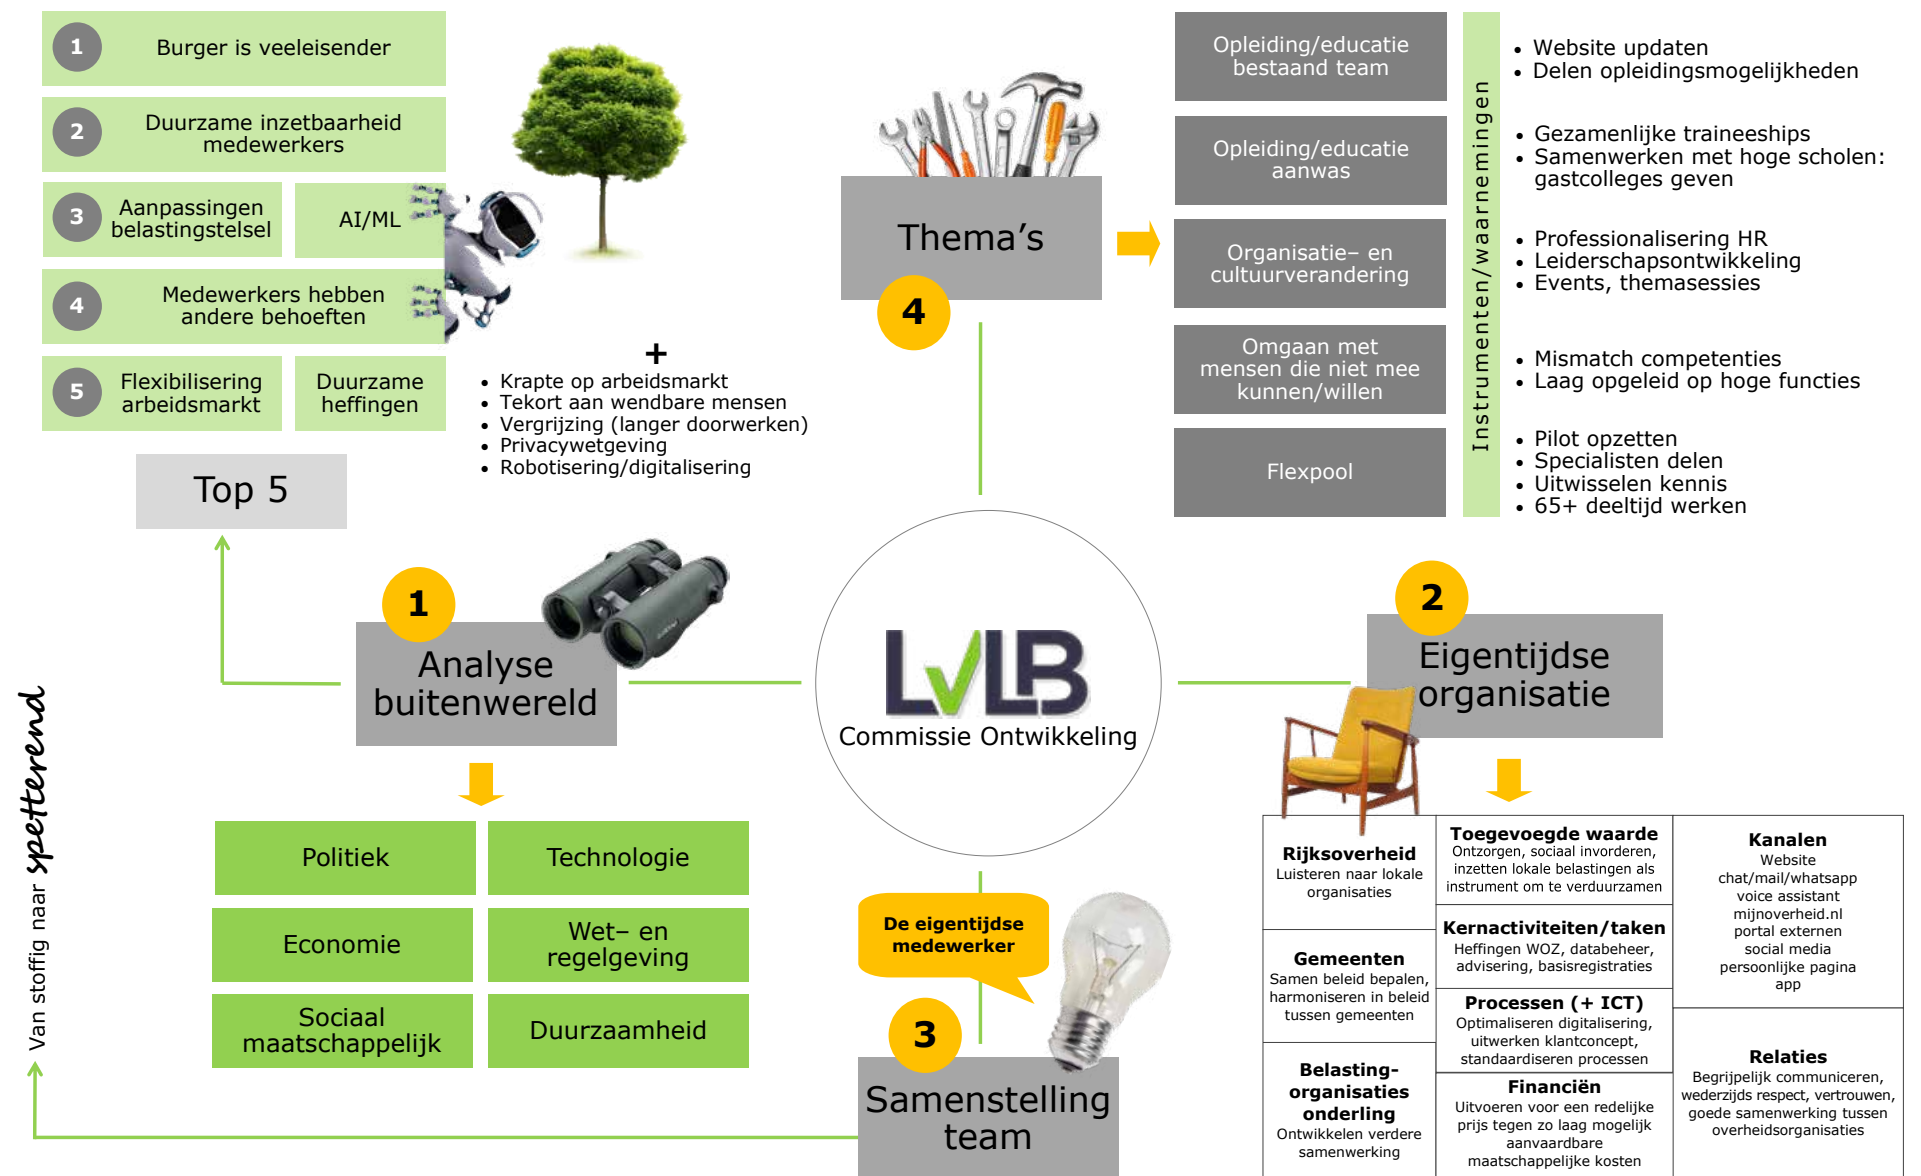 1
Burger is veeleisender
2
Duurzame inzetbaarheid
medewerkers
3
Aanpassingen
belastingstelsel
AI/ML
4
Medewerkers hebben
andere behoeften
5
Flexibilisering
arbeidsmarkt
Duurzame
heffingen
Top 5
+
• Krapte op arbeidsmarkt
• Tekort aan wendbare mensen
• Vergrijzing (langer doorwerken)
• Privacywetgeving
• Robotisering/digitalisering
Thema's
4
Opleiding/educatie
bestaand team
Opleiding/educatie
aanwas
Organisatie– en
cultuurverandering
Omgaan met
mensen die niet mee
kunnen/willen
Flexpool
Instrumenten/waarnemingen
• Website updaten
• Delen opleidingsmogelijkheden
• Gezamenlijke traineeships
• Samenwerken met hoge scholen:
gastcolleges geven
• Professionalisering HR
• Leiderschapsontwikkeling
• Events, themasessies
• Mismatch competenties
• Laag opgeleid op hoge functies
• Pilot opzetten
• Specialisten delen
• Uitwisselen kennis
• 65+ deeltijd werken
1
Analyse
buitenwereld
LVLB
Commissie Ontwikkeling
2
Eigentijdse
organisatie
Van stoffig naar spetterend
Politiek
Technologie
Economie
Wet– en
regelgeving
Sociaal
maatschappelijk
Duurzaamheid
De eigentijdse
medewerker
3
Samenstelling
team
Rijksoverheid
Luisteren naar lokale
organisaties
Gemeenten
Samen beleid bepalen,
harmoniseren in beleid
tussen gemeenten
Belasting-
organisaties
onderling
Ontwikkelen verdere
samenwerking
Toegevoegde waarde
Ontzorgen, sociaal invorderen,
inzetten lokale belastingen als
instrument om te verduurzamen
Kernactiviteiten/taken
Heffingen WOZ, databeheer,
advisering, basisregistraties
Processen (+ ICT)
Optimaliseren digitalisering,
uitwerken klantconcept,
standaardiseren processen
Financiën
Uitvoeren voor een redelijke
prijs tegen zo laag mogelijk
aanvaardbare
maatschappelijke kosten
Kanalen
Website
chat/mail/whatsapp
voice assistant
mijnoverheid.nl
portal externen
social media
persoonlijke pagina
app
Relaties
Begrijpelijk communiceren,
wederzijds respect, vertrouwen,
goede samenwerking tussen
overheidsorganisaties